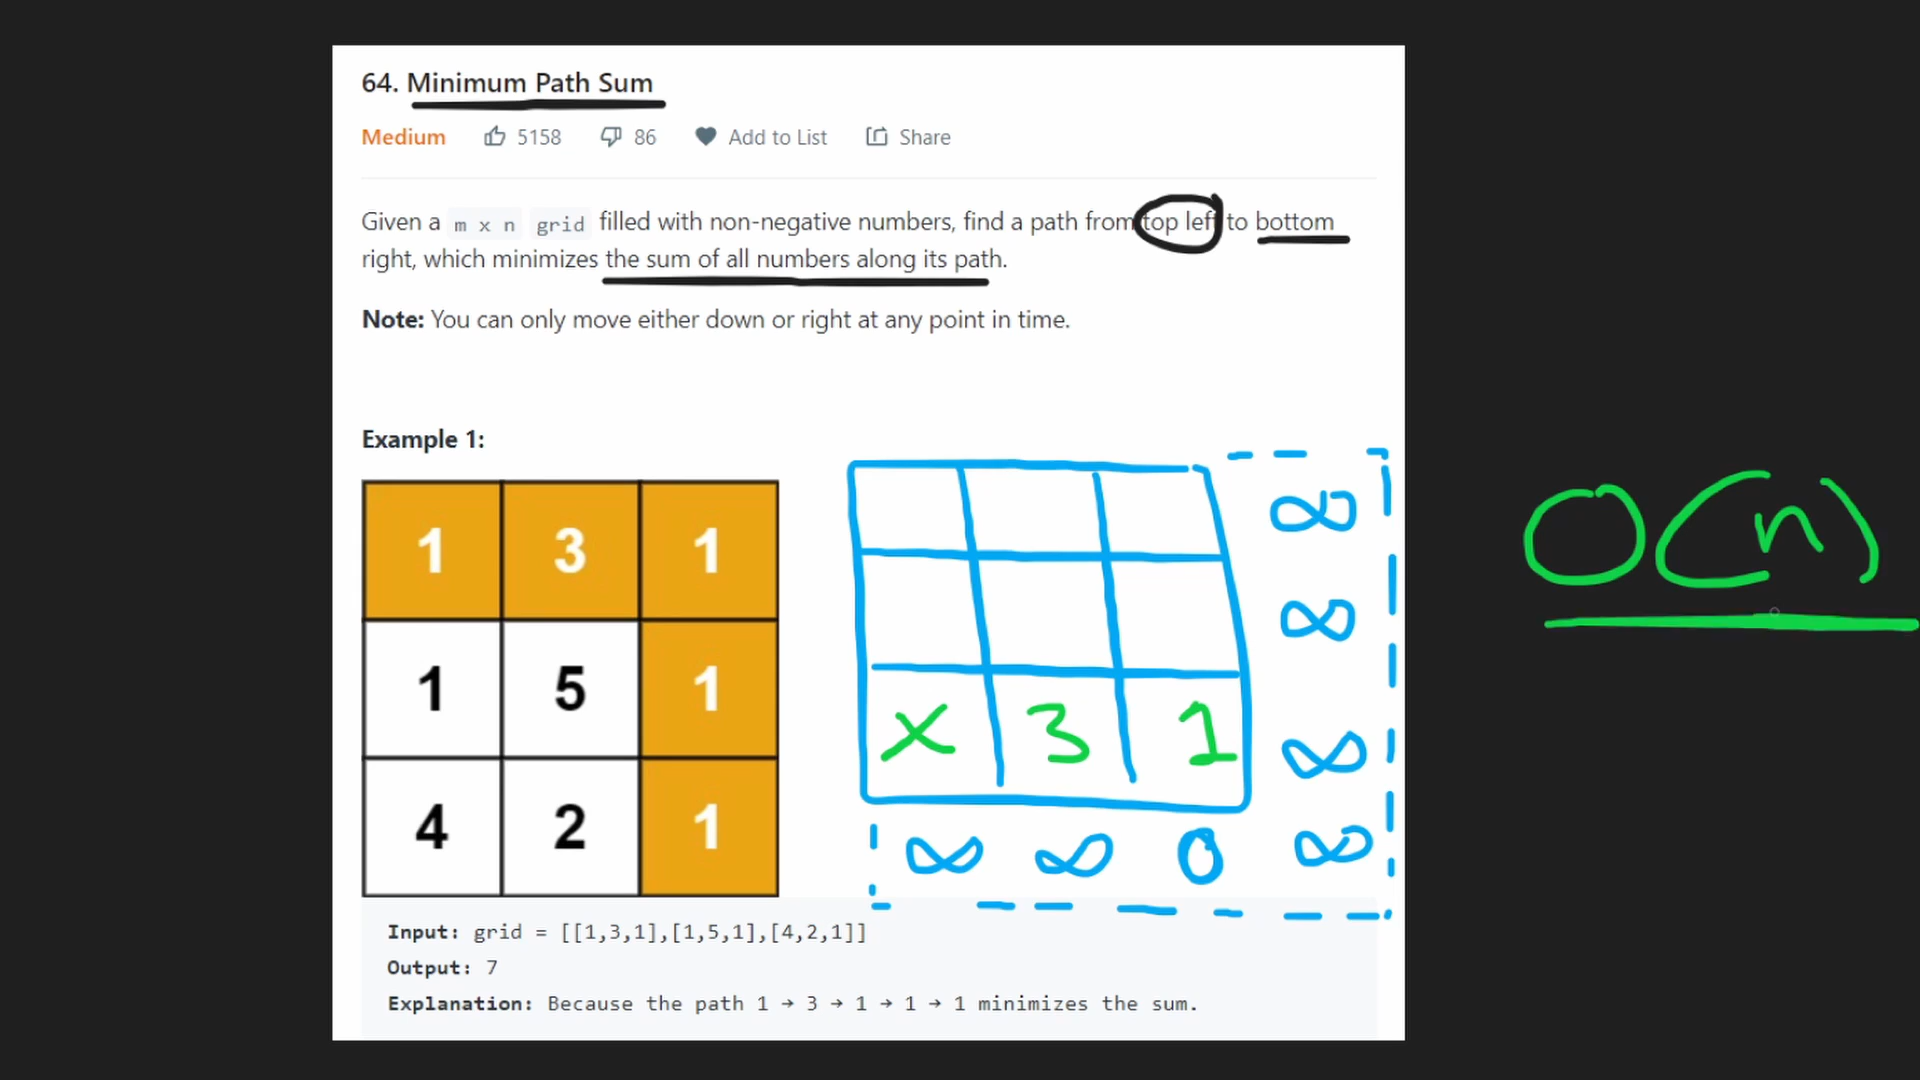 64. Minimum Path Sum
Medium 5158 86 Add to List Share
Given a m x n grid filled with non-negative numbers, find a path from top left to bottom
right, which minimizes the sum of all numbers along its path.
Note: You can only move either down or right at any point in time.
Example 1:
1 3 1
1 5 1
4 2 1
∞
∞
x 3 1 ∞
∞ ∞ 0 ∞
O(n)
Input: grid = [[1,3,1],[1,5,1],[4,2,1]]
Output: 7
Explanation: Because the path 1 → 3 → 1 → 1 → 1 minimizes the sum.